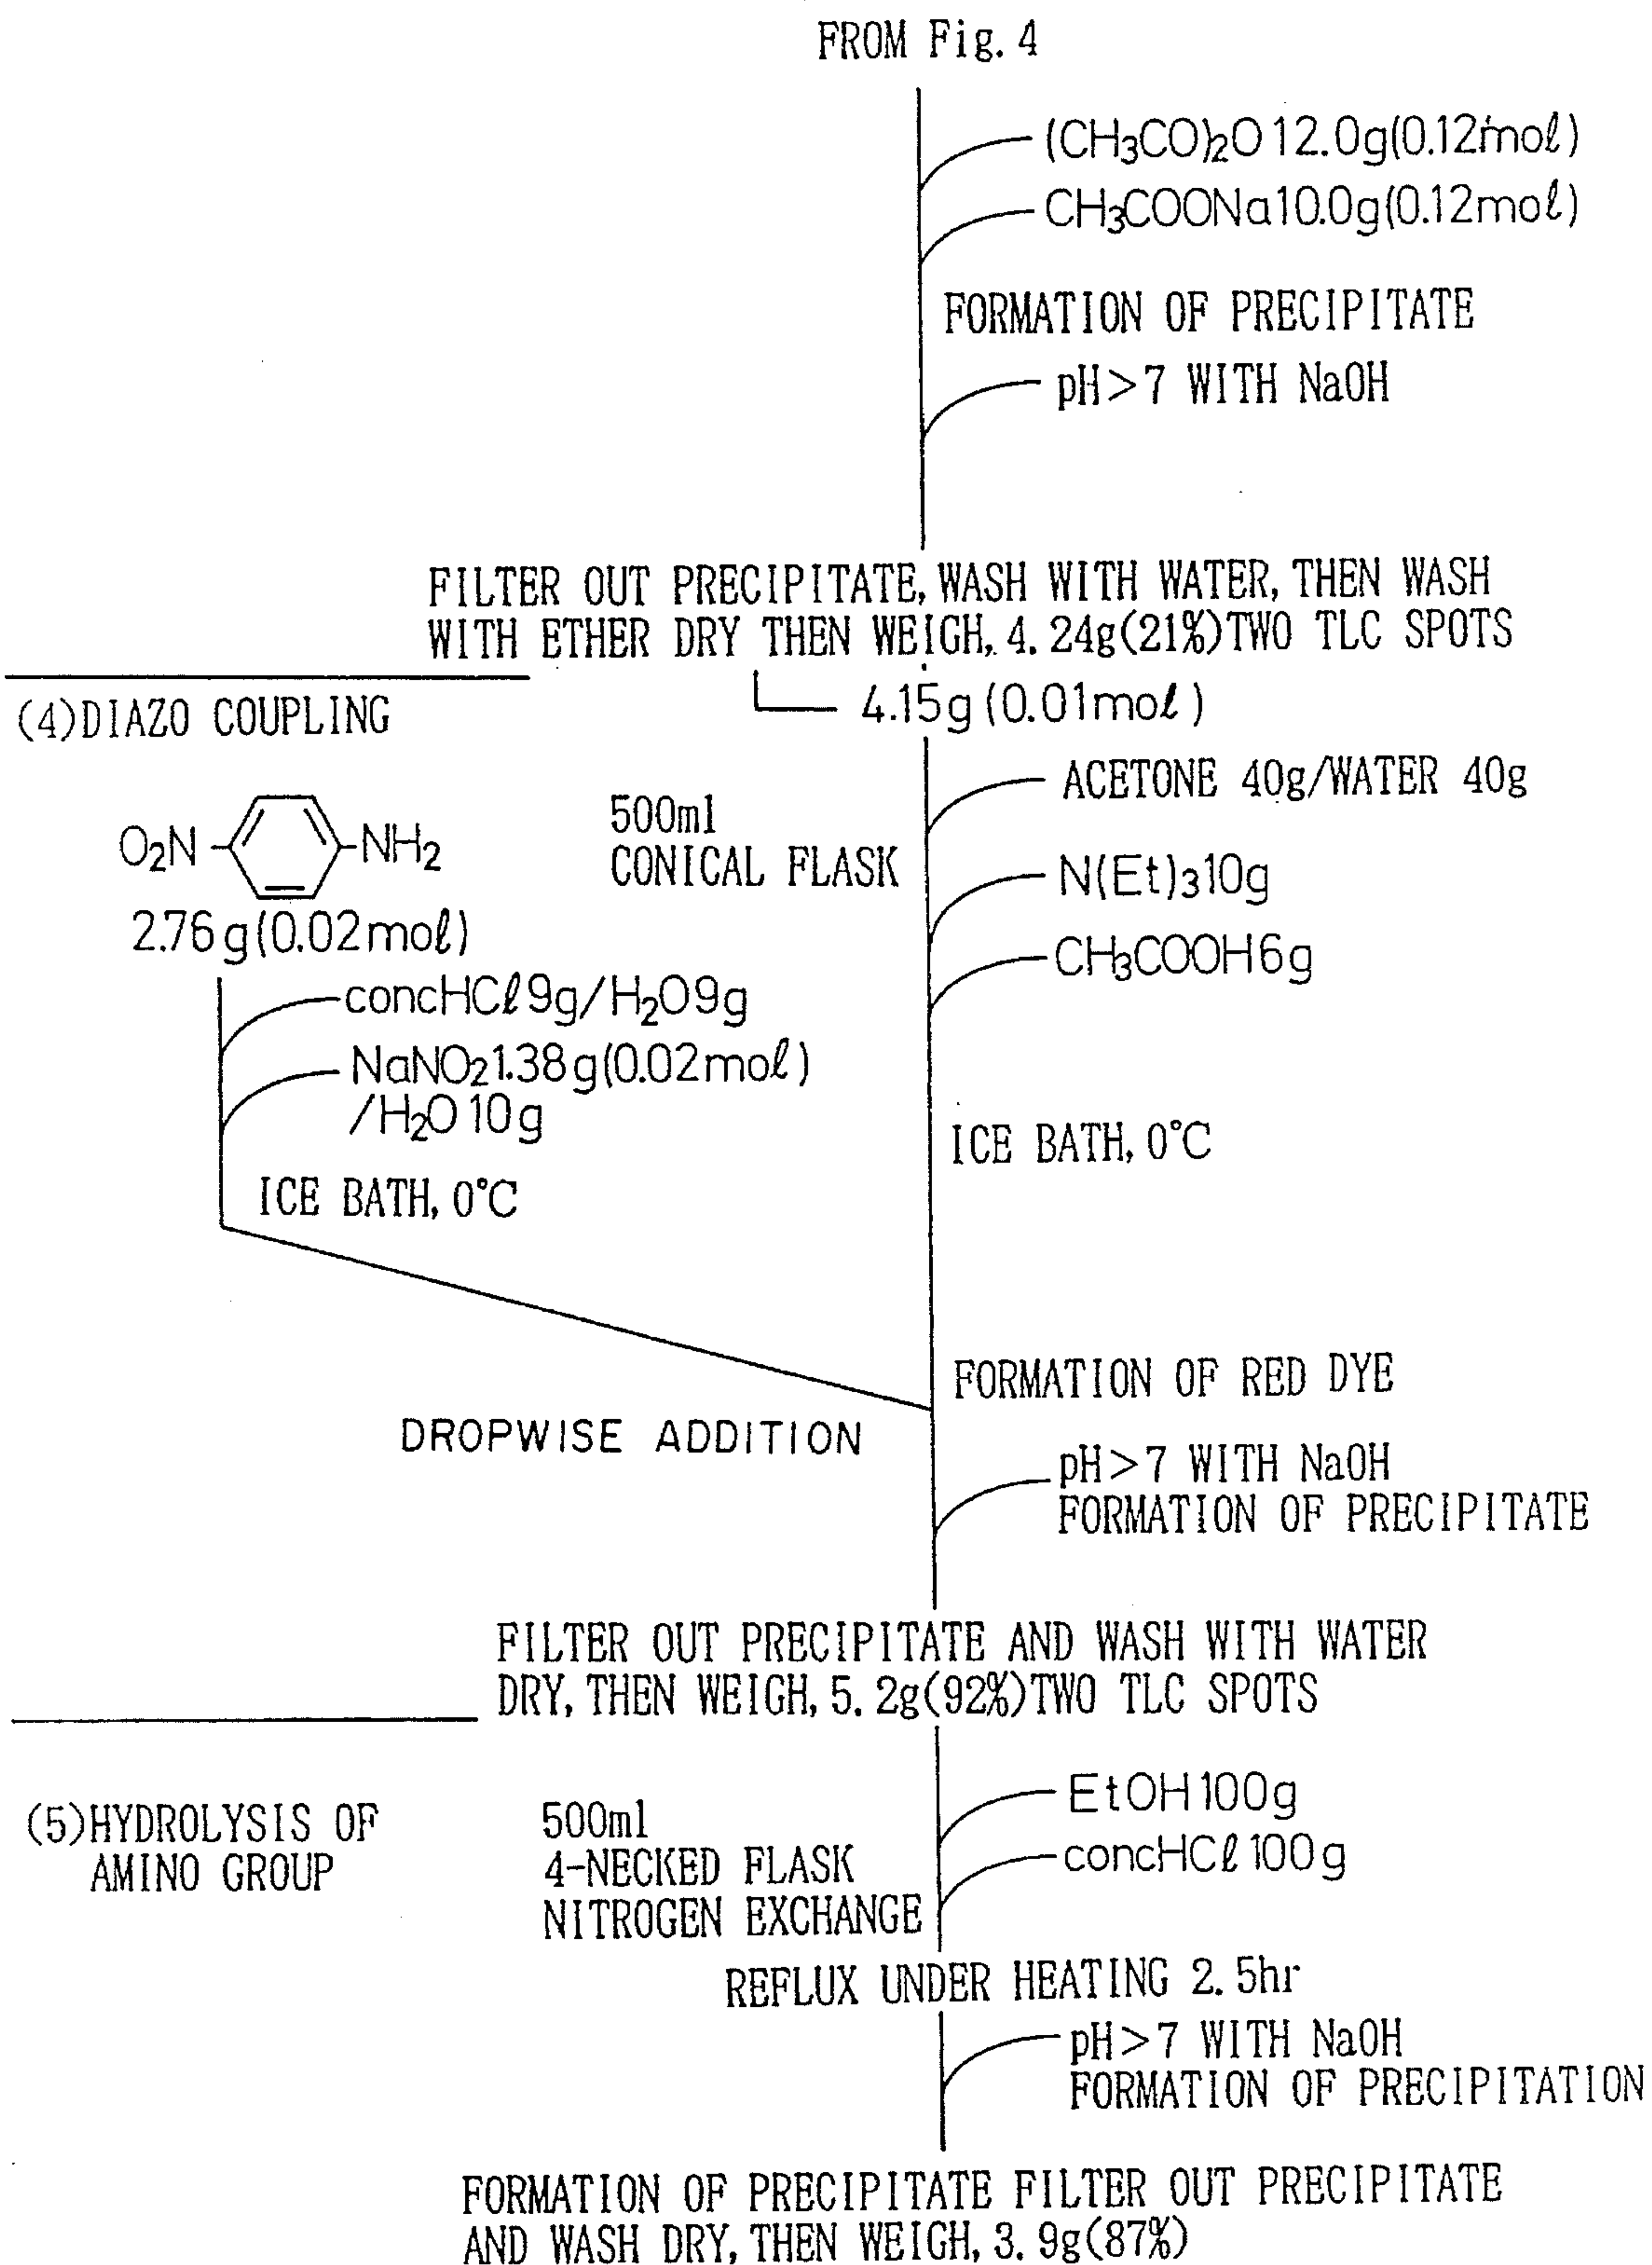 FROM Fig. 4
(CH3CO)2O 12.0g(0.12mol)
CH3COONa10.0g(0.12mol)
FORMATION OF PRECIPITATE
pH>7 WITH NaOH
FILTER OUT PRECIPITATE, WASH WITH WATER, THEN WASH
WITH ETHER DRY THEN WEIGH, 4.24g(21%)TWO TLC SPOTS
4.15g(0.01mol)
(4)DIAZO COUPLING
ACETONE 40g/WATER 40g
O2N NH2
500ml
CONICAL FLASK
N(Et)3 10g
2.76g(0.02mol)
CH3COOH 6g
concHCl 9g/H2O 9g
NaNO2 1.38g(0.02mol)
/H2O 10g
ICE BATH, 0°C
ICE BATH, 0°C
FORMATION OF RED DYE
DROPWISE ADDITION
pH>7 WITH NaOH
FORMATION OF PRECIPITATE
FILTER OUT PRECIPITATE AND WASH WITH WATER
DRY, THEN WEIGH, 5.2g(92%)TWO TLC SPOTS
(5)HYDROLYSIS OF
AMINO GROUP
500ml
4-NECKED FLASK
NITROGEN EXCHANGE
EtOH 100g
concHCl 100g
REFLUX UNDER HEATING 2.5hr
pH>7 WITH NaOH
FORMATION OF PRECIPITATION
FORMATION OF PRECIPITATE FILTER OUT PRECIPITATE
AND WASH DRY, THEN WEIGH, 3.9g(87%)